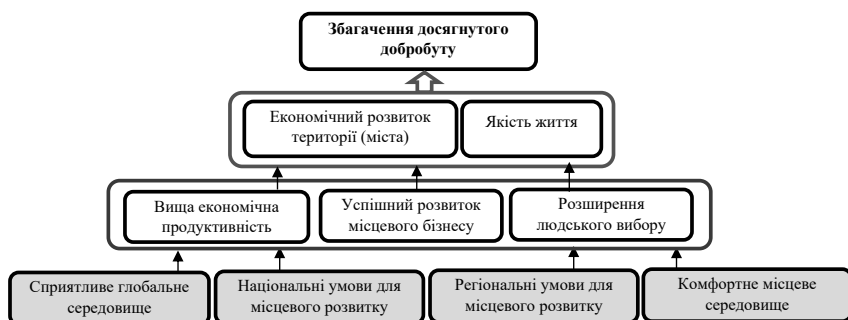 Збагачення досягнутого
добробуту
Економічний розвиток
території (міста)
Якість життя
Вища економічна
продуктивність
Успішний розвиток
місцевого бізнесу
Розширення
людського вибору
Сприятливе глобальне
середовище
Національні умови для
місцевого розвитку
Регіональні умови для
місцевого розвитку
Комфортне місцеве
середовище